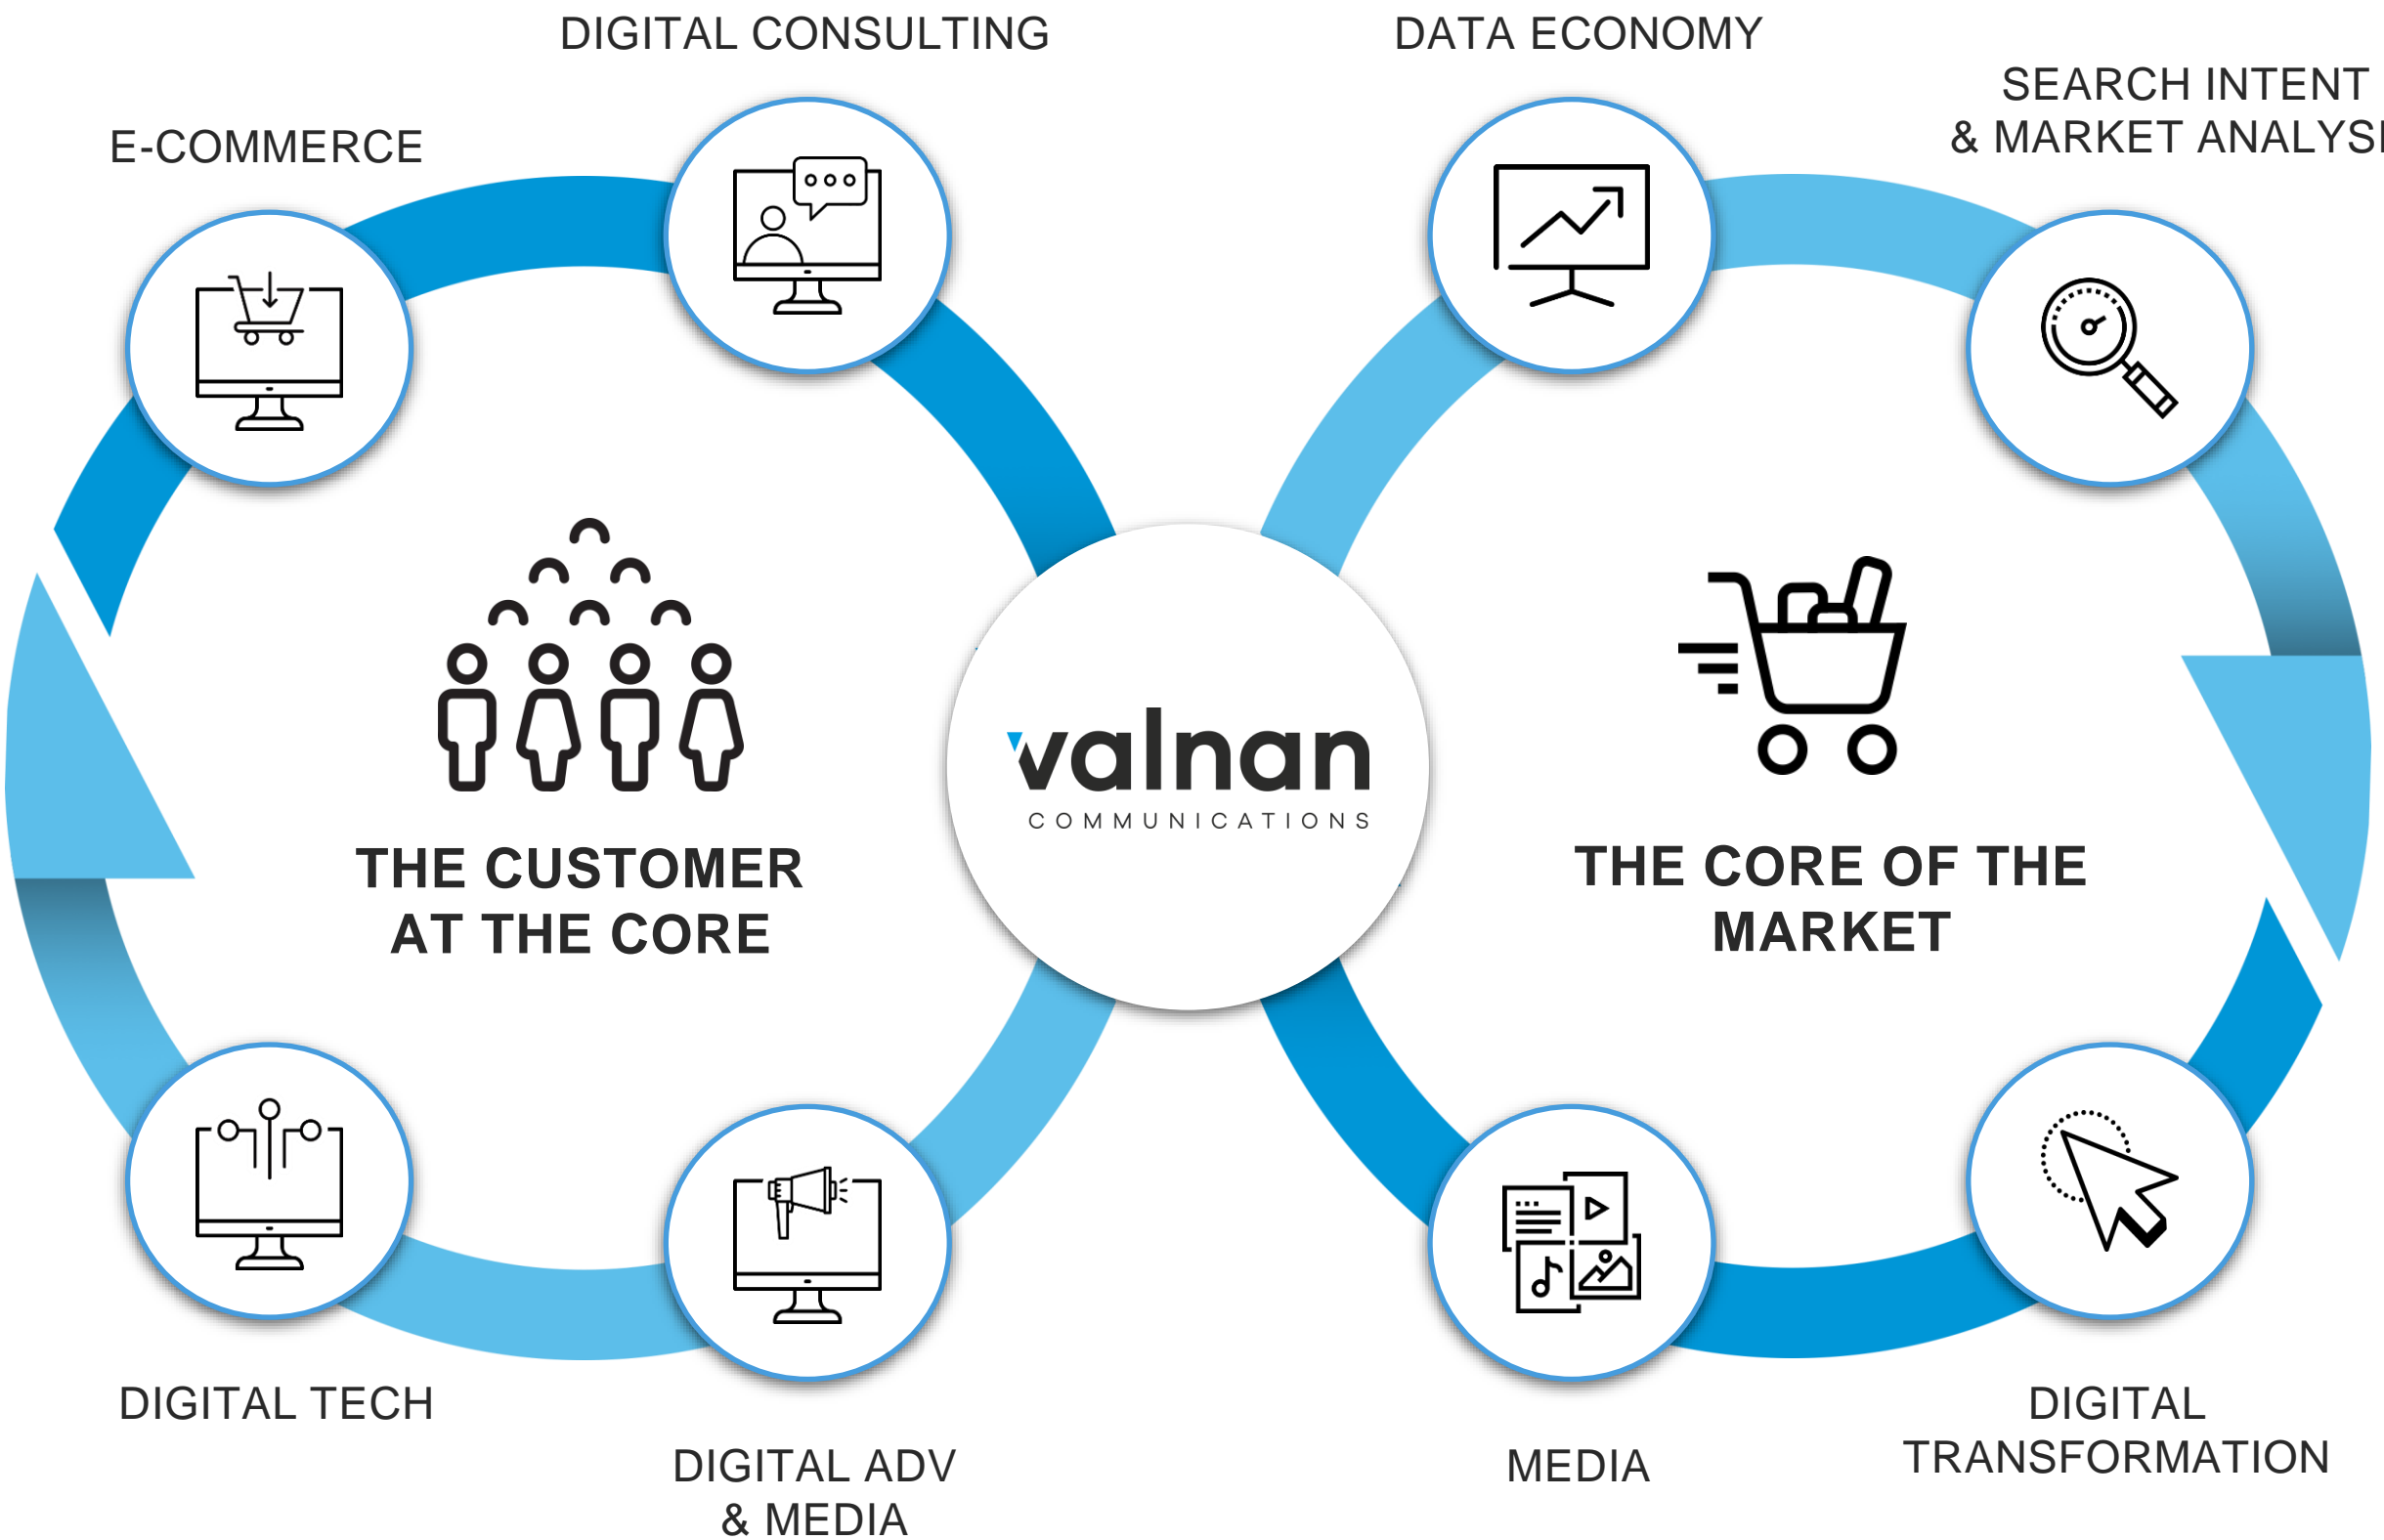 DIGITAL CONSULTING
DATA ECONOMY
SEARCH INTENT
& MARKET
E-COMMERCE
THE CUSTOMER
AT THE CORE
valnan
COMMUNICATIONS
THE CORE OF THE
MARKET
DIGITAL TECH
DIGITAL ADV
& MEDIA
MEDIA
DIGITAL
TRANSFORMATION